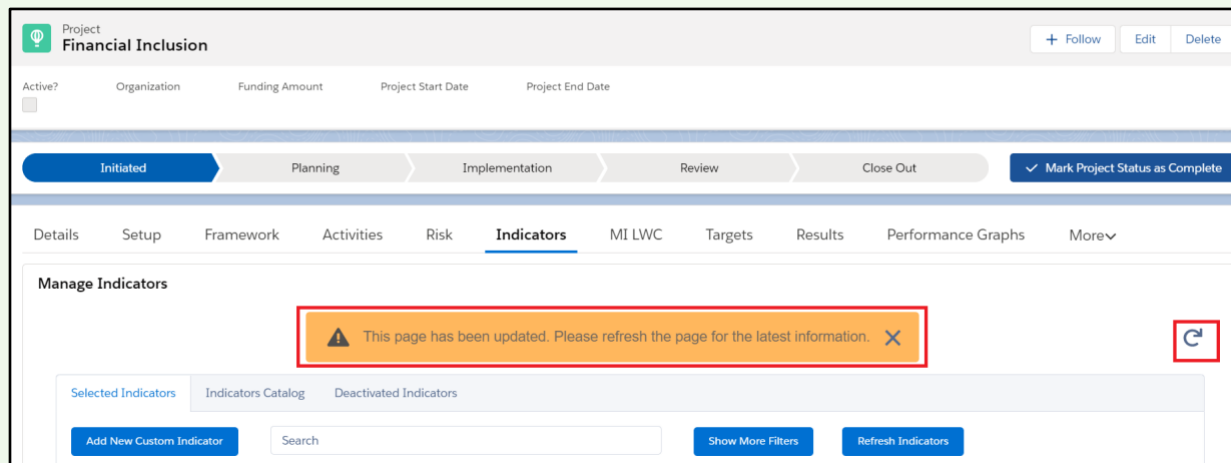 Project
Financial Inclusion
+ Follow Edit Delete
Active? Organization Funding Amount Project Start Date Project End Date
Initiated Planning Implementation Review Close Out ✓ Mark Project Status as Complete
Details Setup Framework Activities Risk Indicators MI LWC Targets Results Performance Graphs More
Manage Indicators
This page has been updated. Please refresh the page for the latest information.
Selected Indicators Indicators Catalog Deactivated Indicators
Add New Custom Indicator Search Show More Filters Refresh Indicators